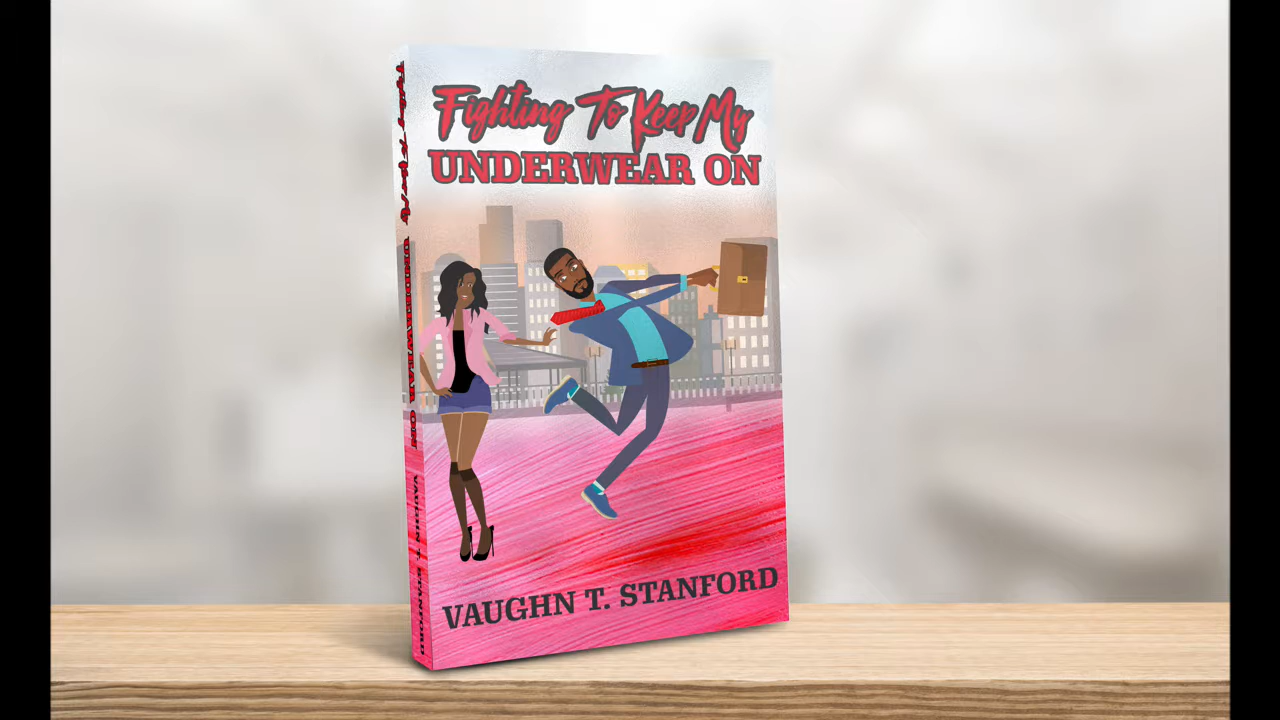 Fighting To Keep My
UNDERWEAR ON
VAUGHN T. STANFORD
Fighting To Keep My UNDERWEAR ON VAUGHN T. STANFORD